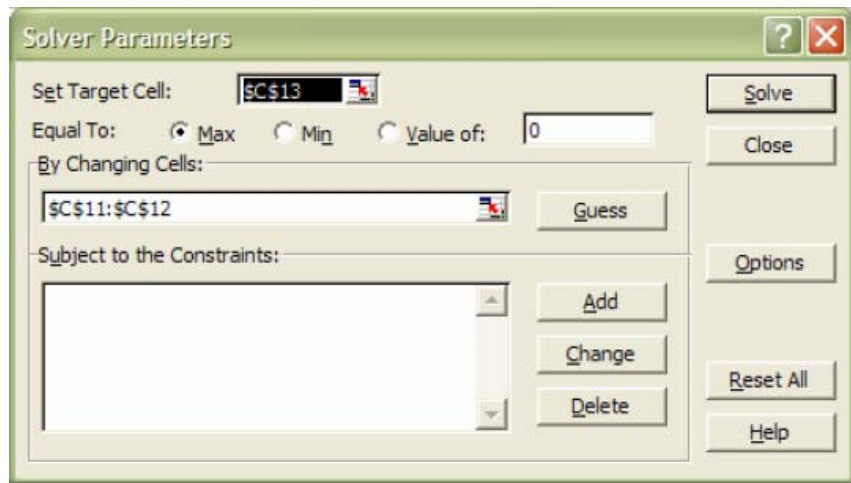 Solver Parameters
Set Target Cell: $C$13 Solve
Equal To: Max Min Value of: 0 Close
By Changing Cells:
$C$11:$C$12 Guess
Subject to the Constraints: Options
Add
Change
Reset All
Delete
Help